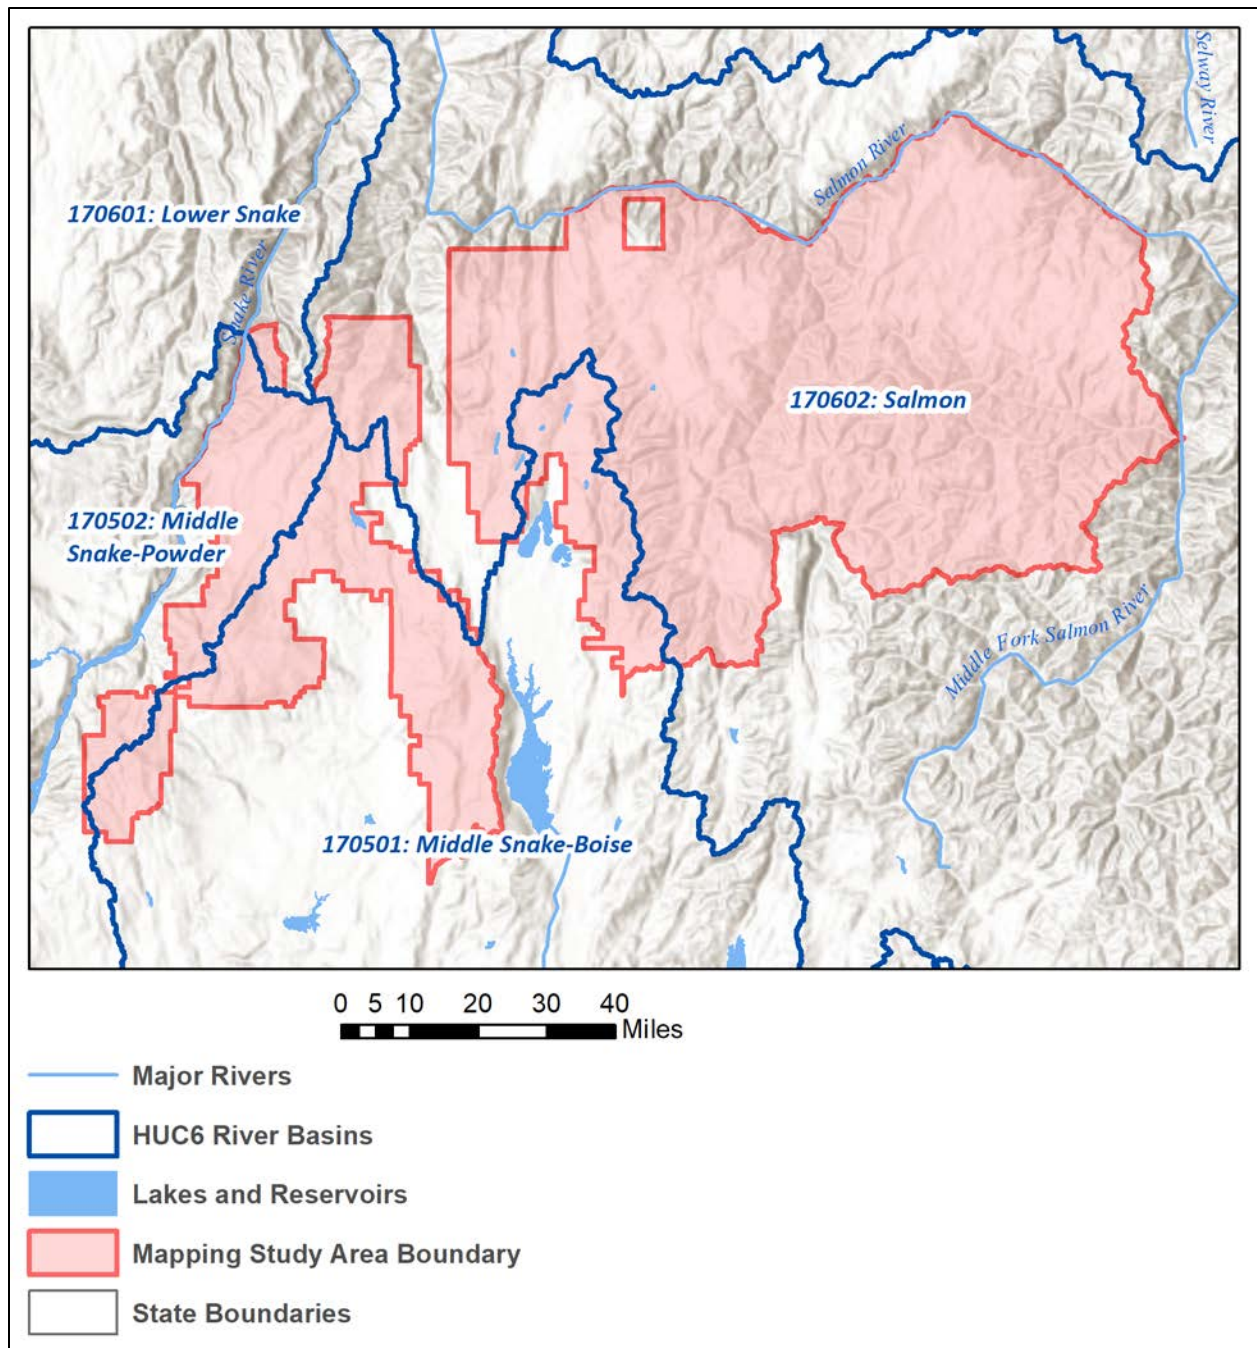 Selway River
Salmon River
170601: Lower Snake
Snake River
170602: Salmon
170502: Middle
Snake-Powder
Middle Fork Salmon River
170501: Middle Snake-Boise
0 5 10 20 30 40
Miles
Major Rivers
HUC6 River Basins
Lakes and Reservoirs
Mapping Study Area Boundary
State Boundaries